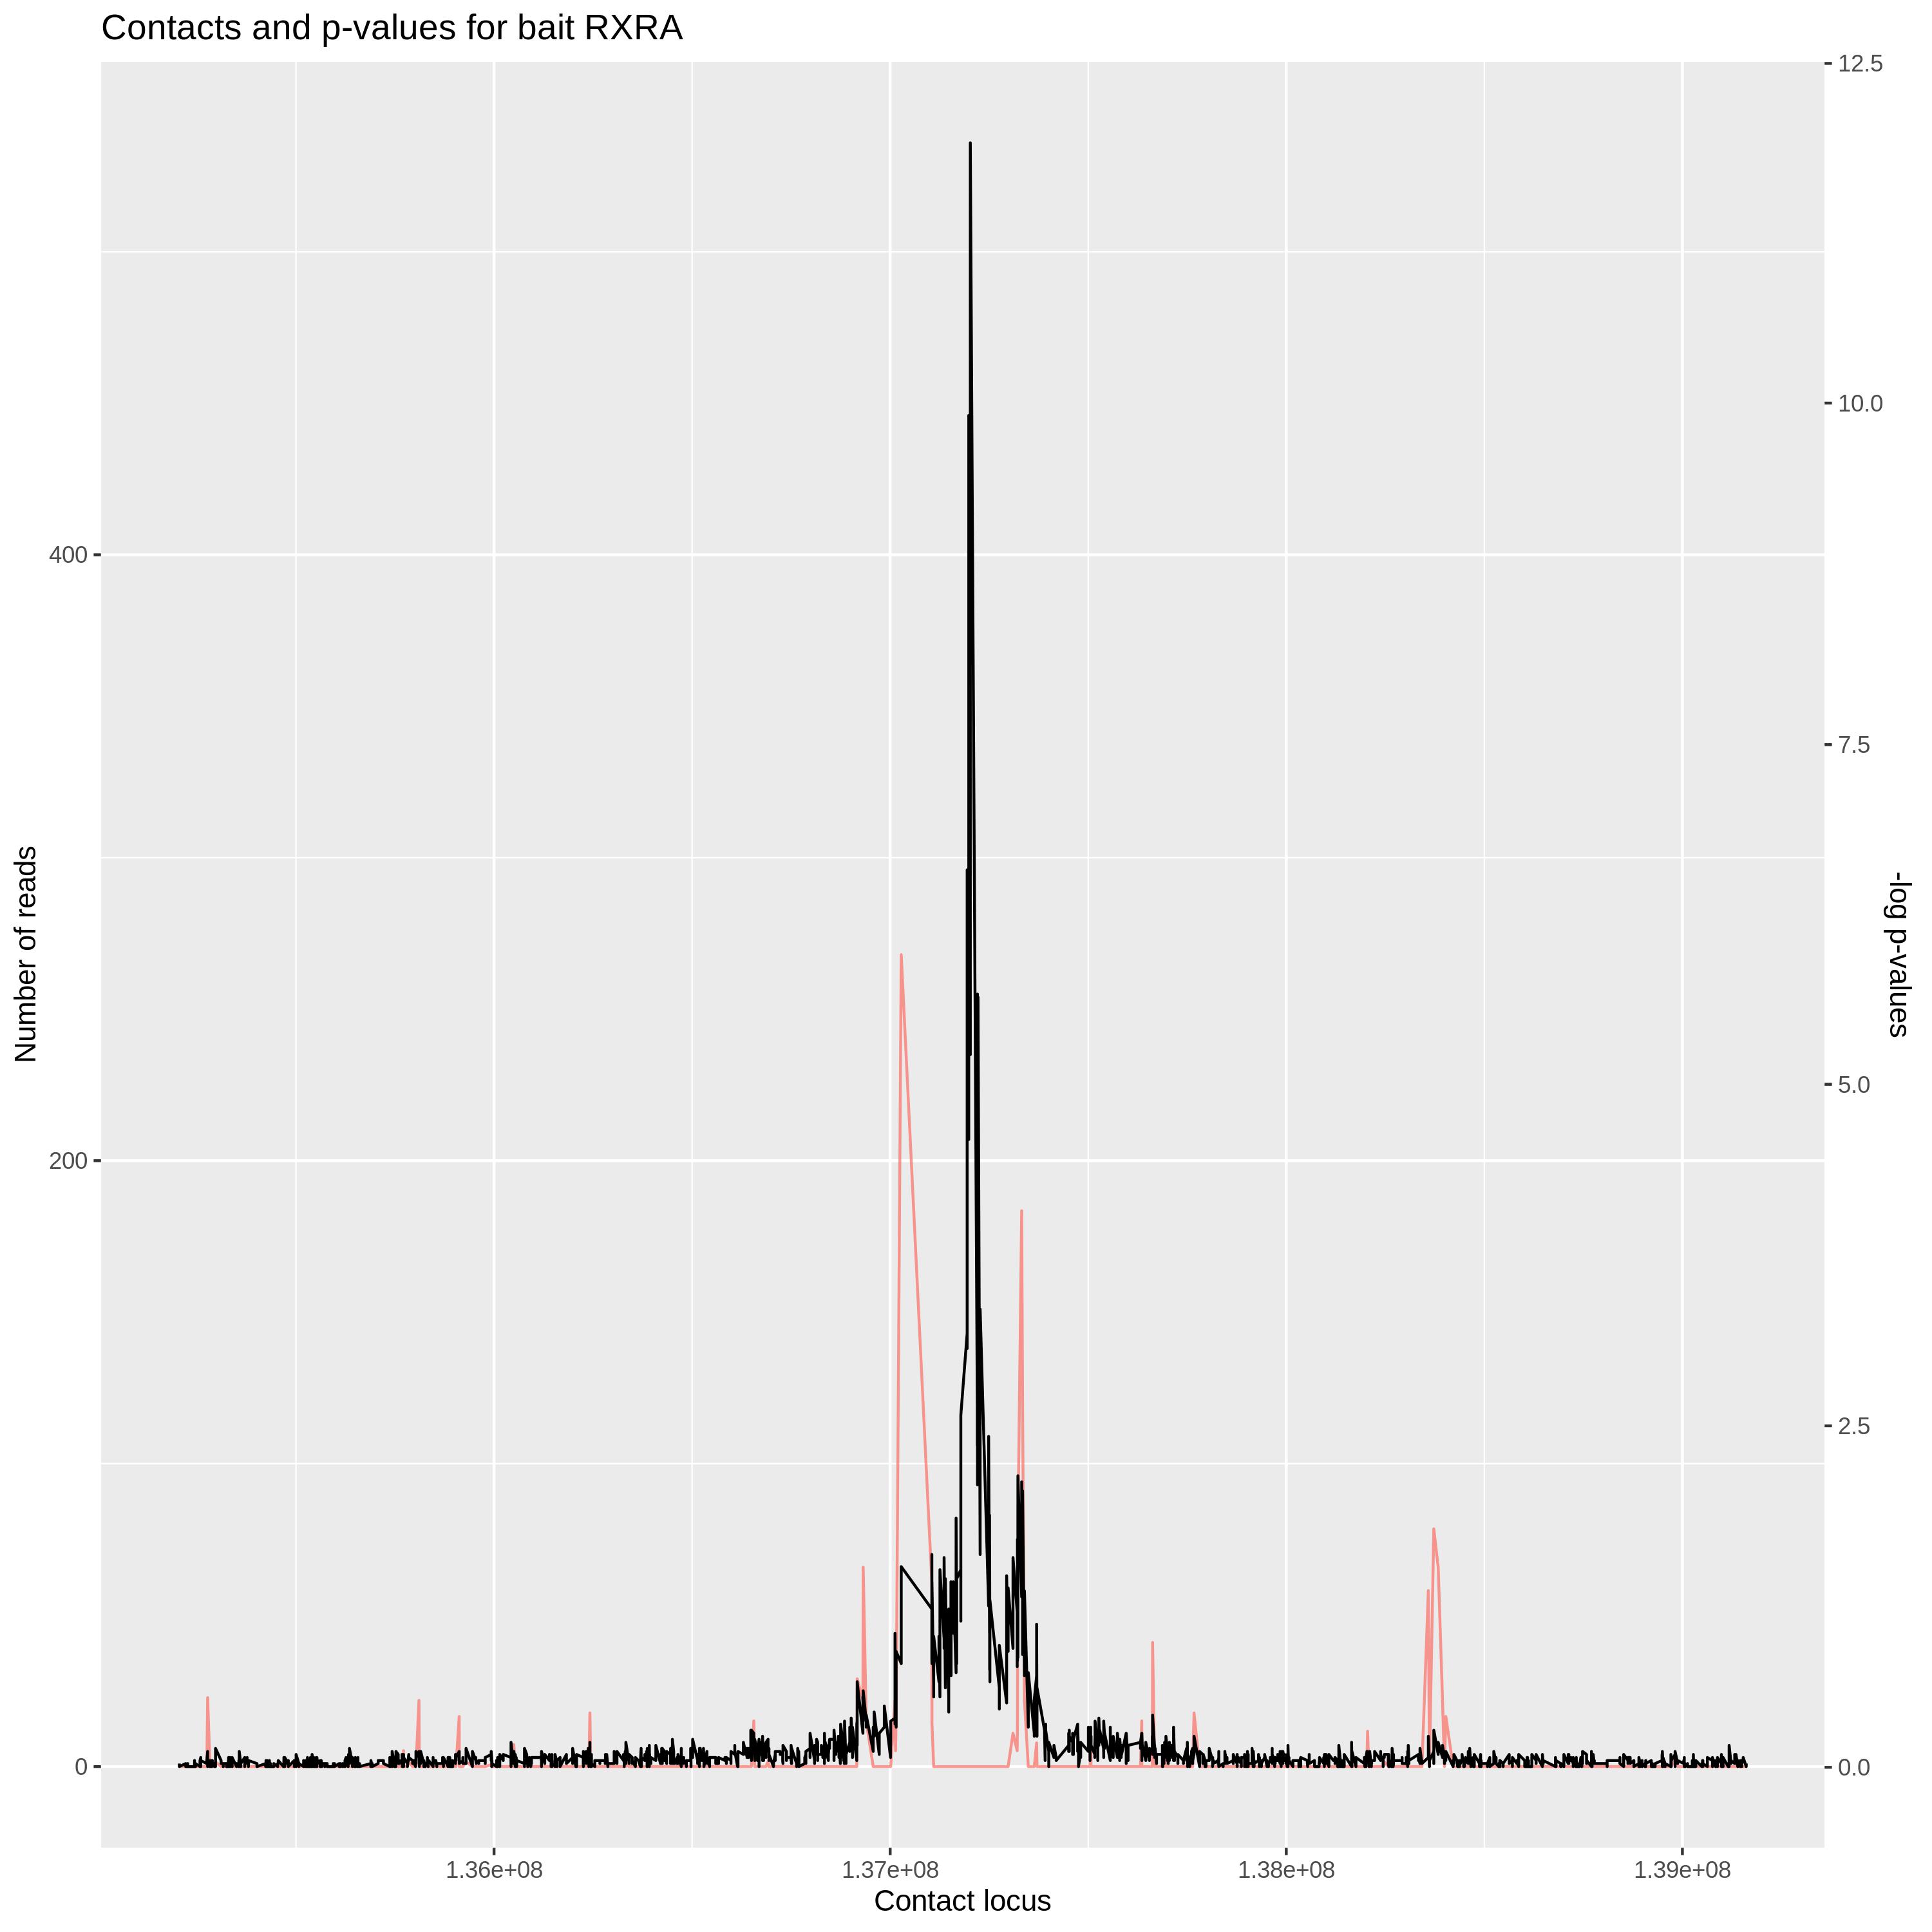 Contacts and p-values for bait RXRA
12.5
10.0
400
7.5
Number of reads
-log p-values
5.0
200
2.5
0
0.0
1.36e+08
1.37e+08
1.38e+08
1.39e+08
Contact locus